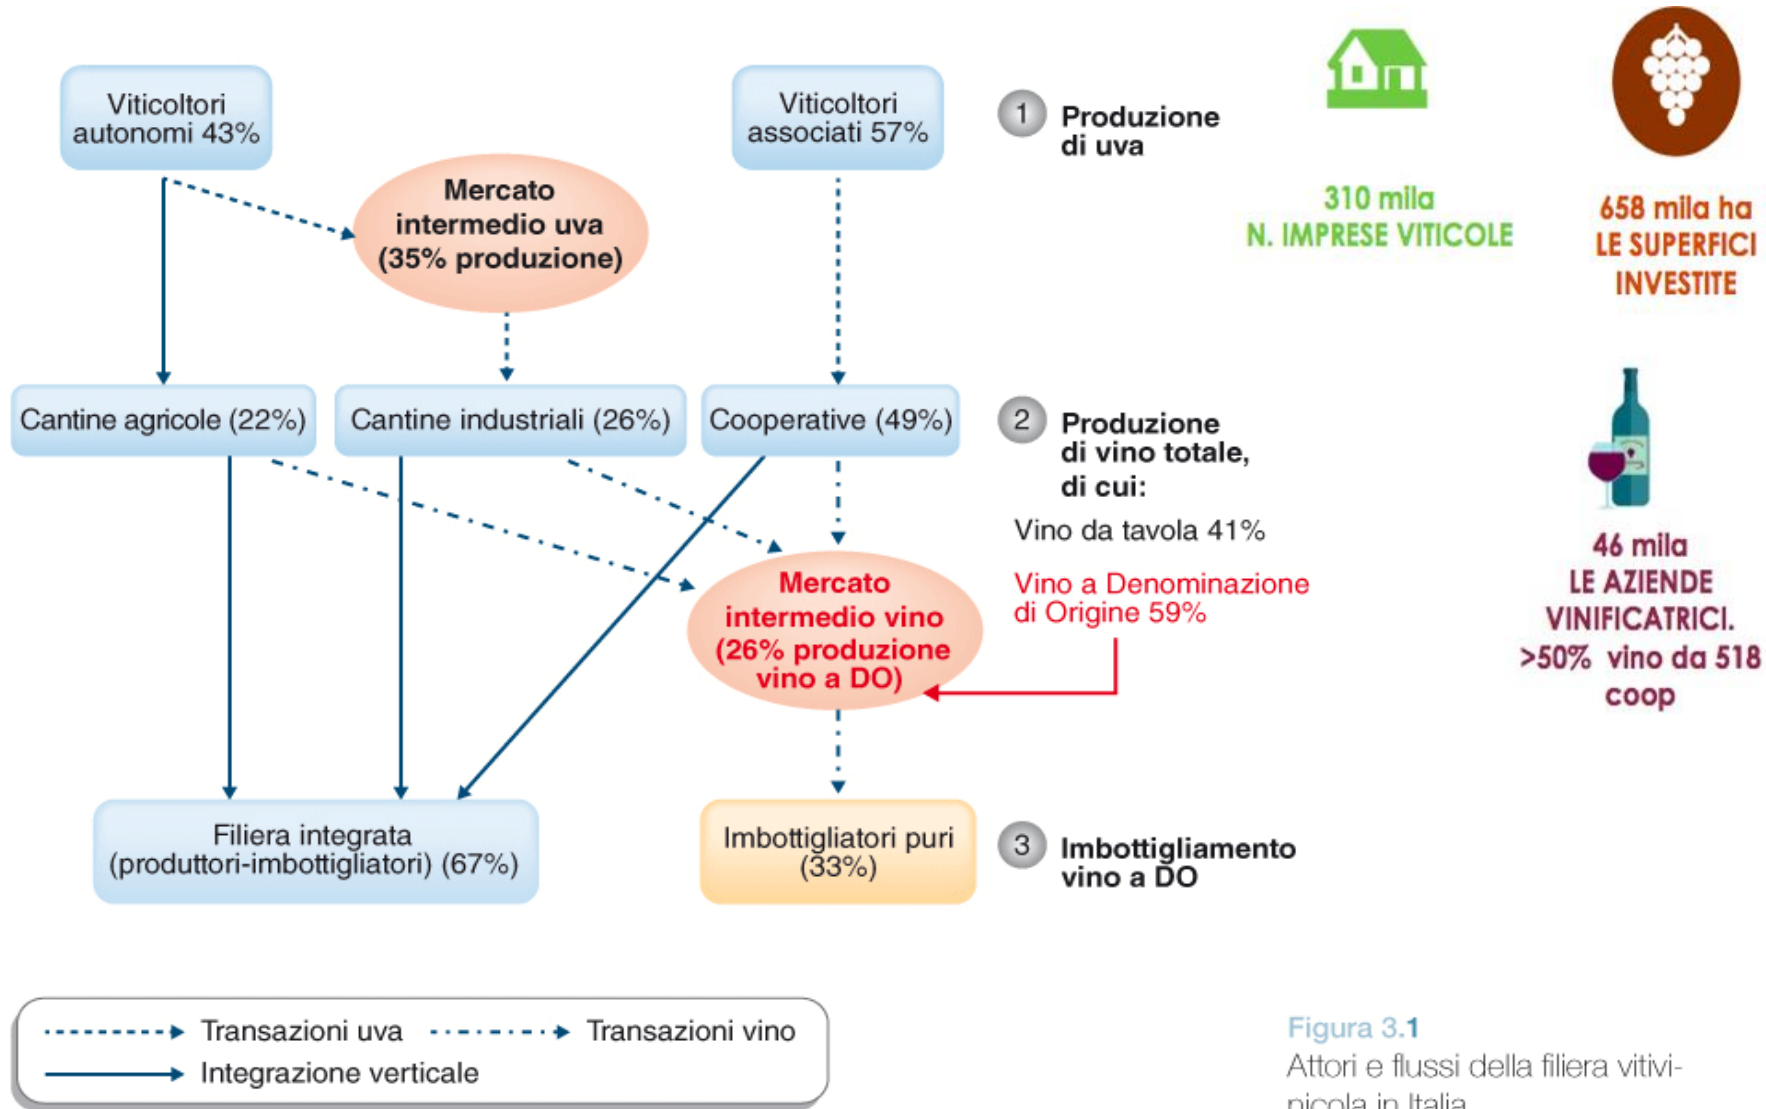 Viticoltori
autonomi 43%
Viticoltori
associati 57%
1 Produzione
di uva
Mercato
intermedio uva
(35% produzione)
310 mila
N. IMPRESE VITICOLE
658 mila ha
LE SUPERFICI
INVESTITE
Cantine agricole (22%)
Cantine industriali (26%)
Cooperative (49%)
2 Produzione
di vino totale,
di cui:
Vino da tavola 41%
Vino a Denominazione
di Origine 59%
46 mila
LE AZIENDE
VINIFICATRICI.
>50% vino da 518
coop
Mercato
intermedio vino
(26% produzione
vino a DO)
Filiera integrata
(produttori-imbottigliatori) (67%)
Imbottigliatori puri
(33%)
3 Imbottigliamento
vino a DO
Transazioni uva
Transazioni vino
Integrazione verticale
Figura 3.1
Attori e flussi della filiera vitivi-
nicola in Italia